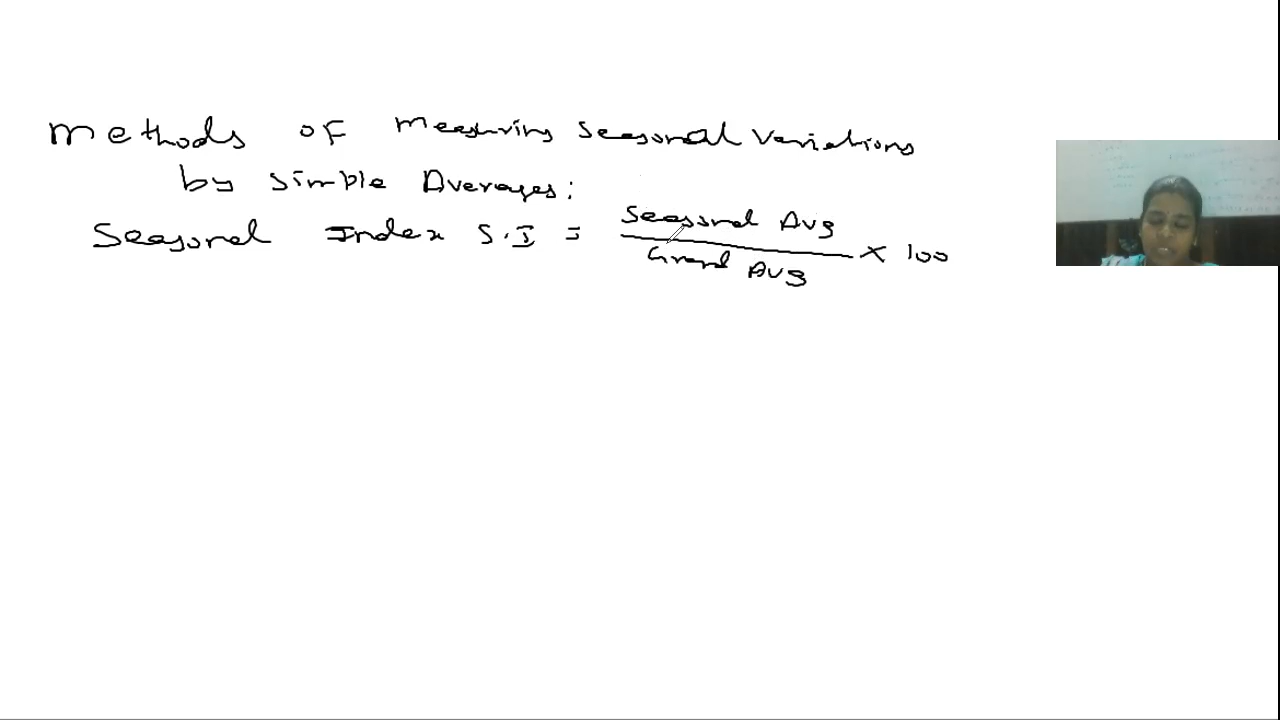 Methods of Measuring Seasonal Variations
by Simple Averages:
Seasonal Index S.I = Seasonal Avg / Grand Avg × 100